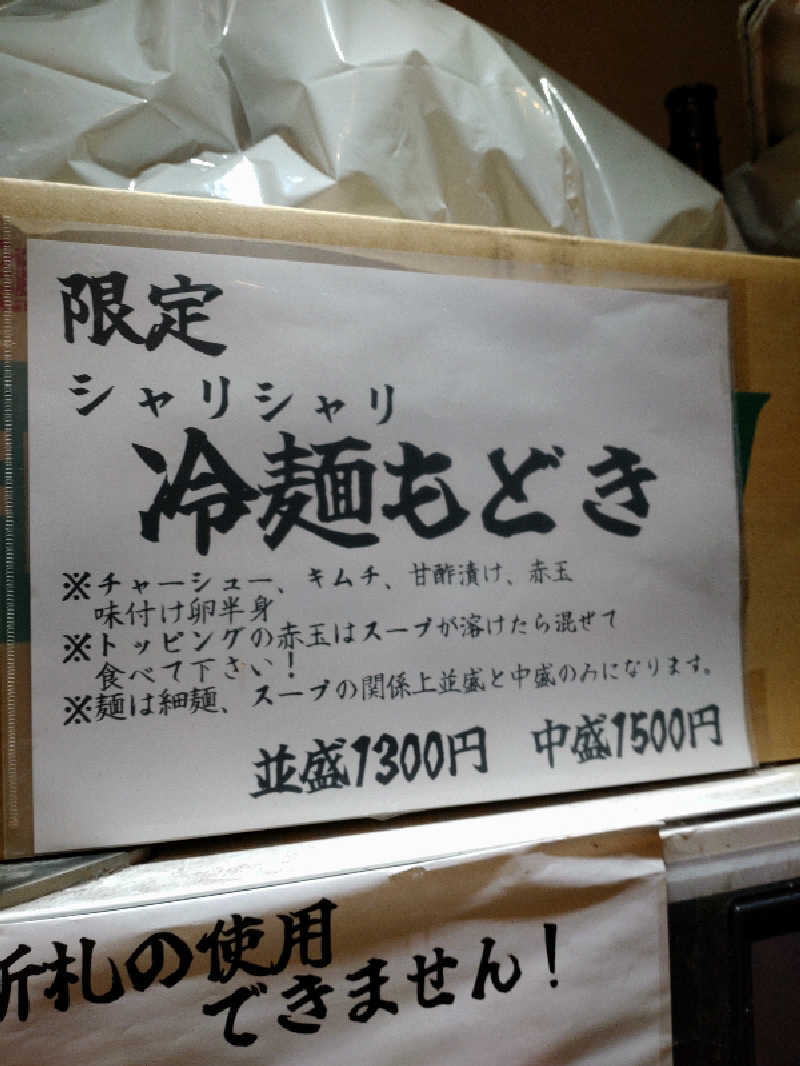 限定
シャリシャリ
冷麺もどき
※チャーシュー、キムチ、甘酢漬け、赤玉
味付け卵半身
※トッピングの赤玉はスープが溶けたら混ぜて
食べて下さい!
※麺は細麺、スープの関係上並盛と中盛のみになります。
並盛1300円 中盛1500円
新札の使用
できません!